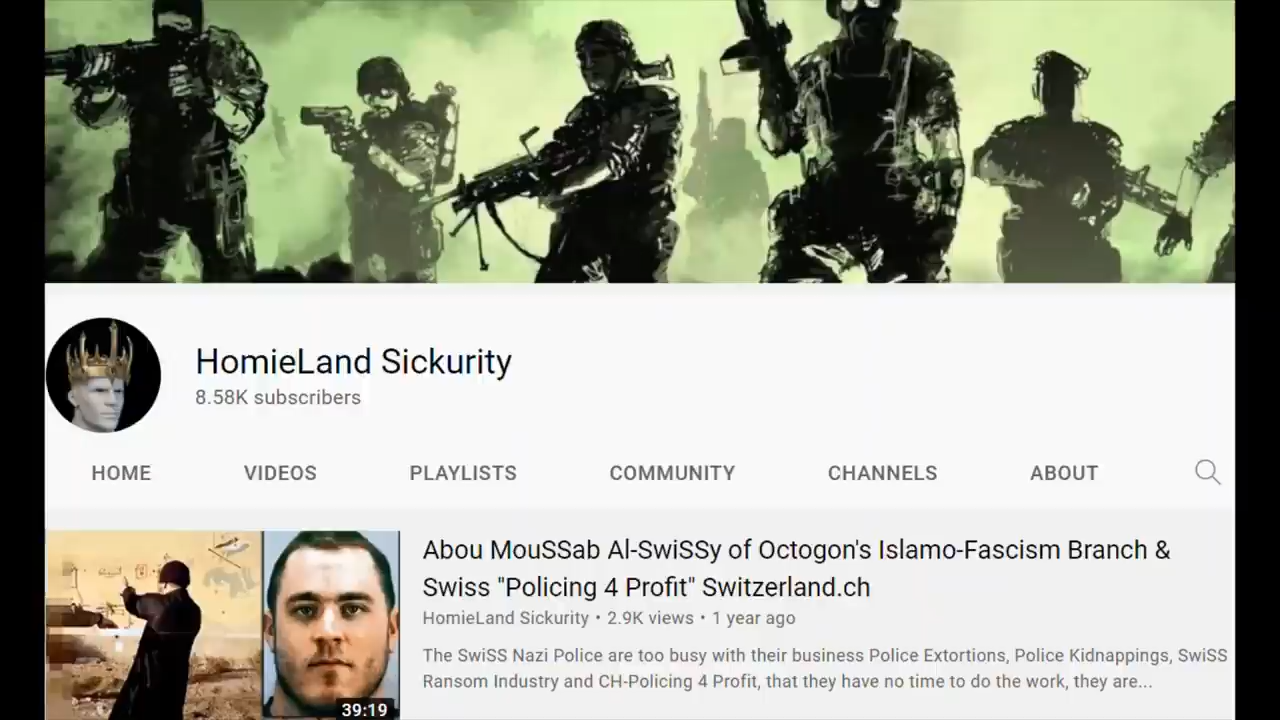 HomieLand Sickurity
8.58K subscribers
HOME VIDEOS PLAYLISTS COMMUNITY CHANNELS ABOUT
Abou MouSSab Al-SwiSSy of Octogon's Islamo-Fascism Branch &
Swiss "Policing 4 Profit" Switzerland.ch
HomieLand Sickurity • 2.9K views • 1 year ago
The SwiSS Nazi Police are too busy with their business Police Extortions, Police Kidnappings, SwiSS
Ransom Industry and CH-Policing 4 Profit, that they have no time to do the work, they are...
39:19